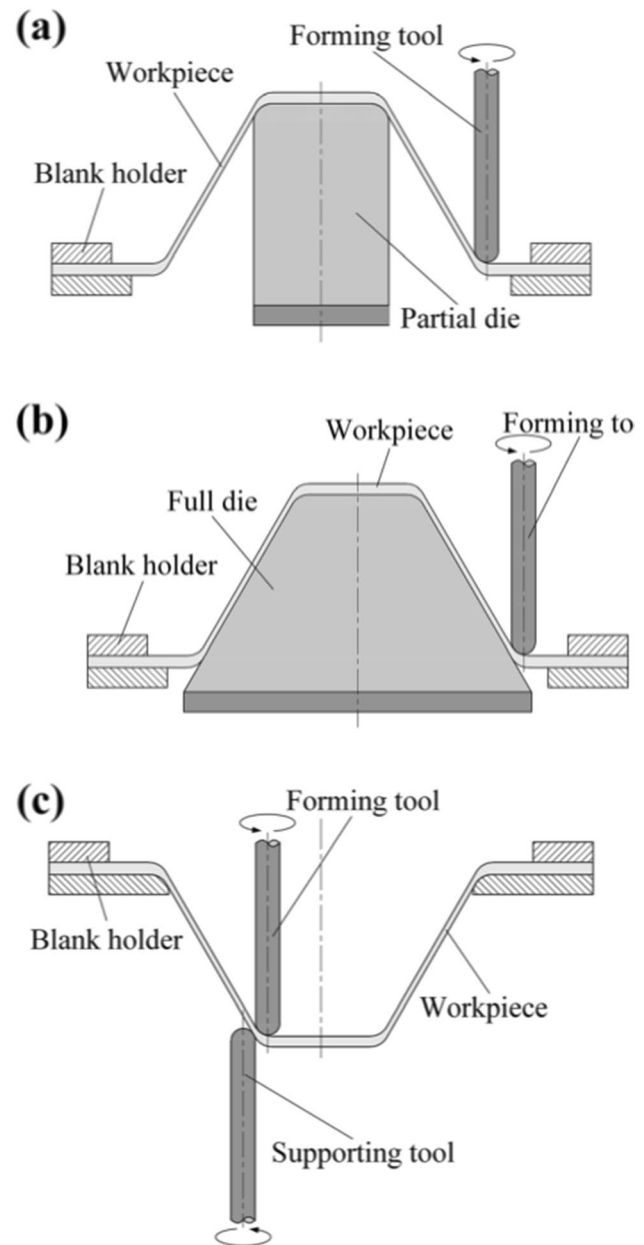 (a)
Forming tool
Workpiece
Blank holder
Partial die
(b)
Forming to
Workpiece
Full die
Blank holder
(c)
Forming tool
Blank holder
Workpiece
Supporting tool